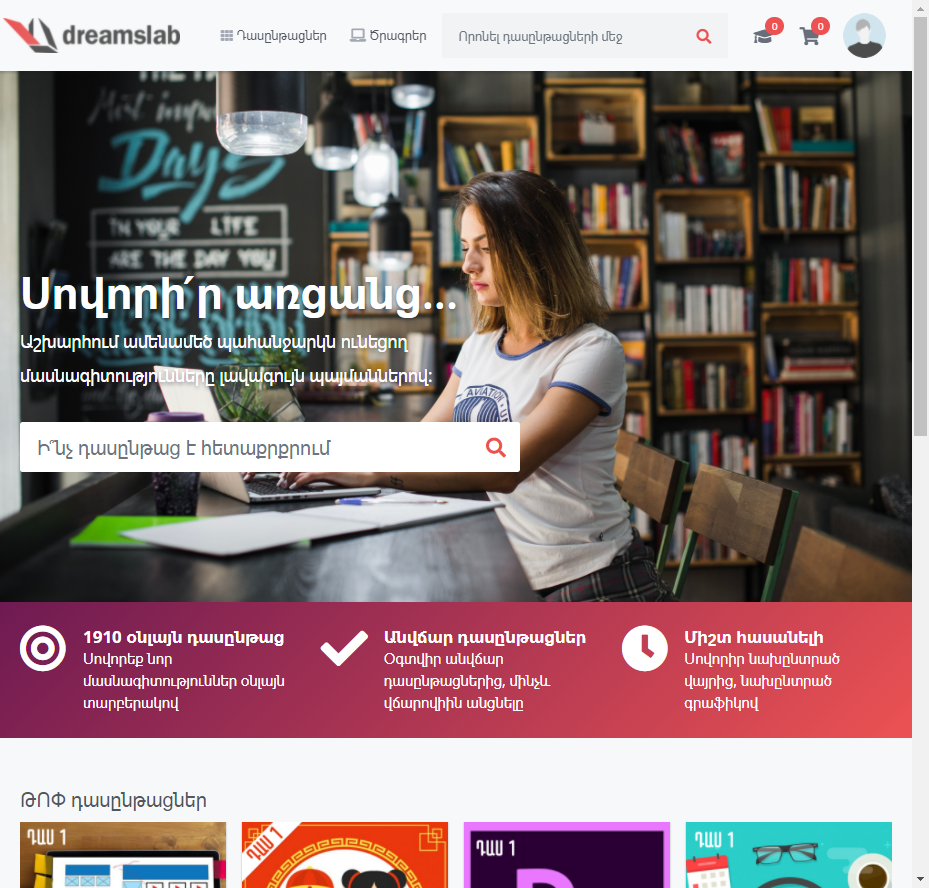 dreamslab
Դասընթացներ
Ծրագրեր
Որոնել դասընթացների մեջ
0
0
Most impo
Days
IN YOUR LIFE
ARE THE DAY YOU
Սովորի՛ր առցանց...
Աշխարհում ամենամեծ պահանջարկն ունեցող
մասնագիտությունները լավագույն պայմաններով:
AVIATION
Ի՞նչ դասընթաց է հետաքրքրում
1910 օնլայն դասընթաց
Սովորեք նոր
մասնագիտություններ օնլայն
տարբերակով
Անվճար դասընթացներ
Օգտվիր անվճար
դասընթացներից, մինչև
վճարովիին անցնելը
Միշտ հասանելի
Սովորիր նախընտրած
վայրից, նախընտրած
գրաֆիկով
ԹՈՓ դասընթացներ
ԴԱՍ 1
ԴԱՍ 1
ԴԱՍ 1
ԴԱՍ 1